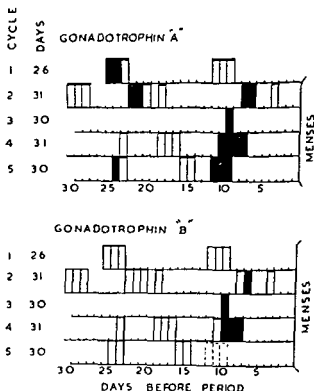 CYCLE DAYS
GONADOTROPHIN "A"
1 26
2 31
3 30
4 31
5 30
30 25 20 15 10 5
MENSES
GONADOTROPHIN "B"
1 26
2 31
3 30
4 31
5 30
30 25 20 15 10 5
MENSES
DAYS BEFORE PERIOD